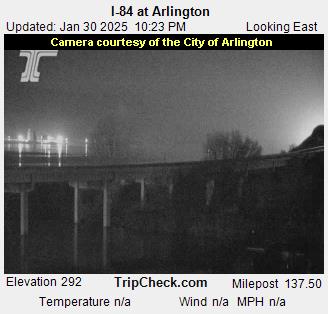 I-84 at Arlington
Updated: Jan 30 2025 10:23 PM Looking East
Camera courtesy of the City of Arlington
Elevation 292 TripCheck.com Milepost 137.50
Temperature n/a Wind n/a MPH n/a